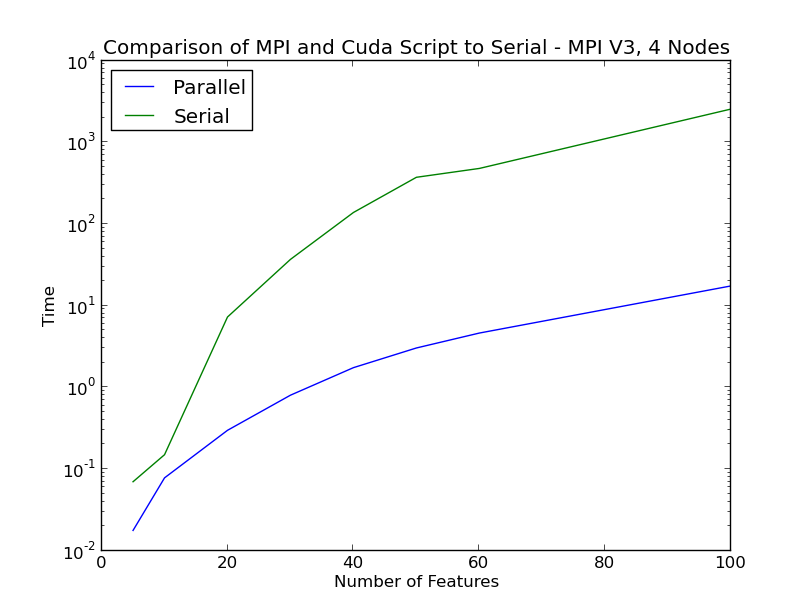 Comparison of MPI and Cuda Script to Serial - MPI V3, 4 Nodes
Parallel
Serial
10^4
10^3
10^2
10^1
10^0
10^-1
10^-2
Time
0 20 40 60 80 100
Number of Features